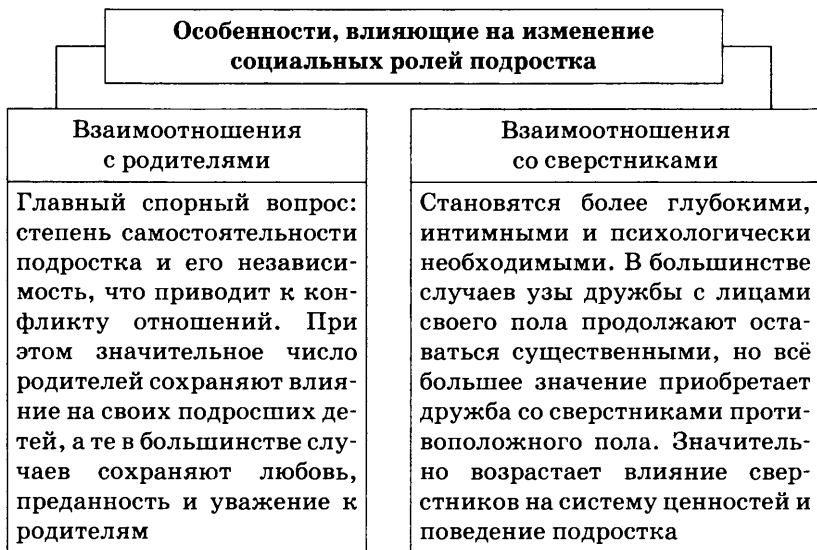 Особенности, влияющие на изменение
социальных ролей подростка
Взаимоотношения
с родителями
Главный спорный вопрос:
степень самостоятельности
подростка и его независи-
мость, что приводит к кон-
фликту отношений. При
этом значительное число
родителей сохраняют влия-
ние на своих подросших де-
тей, а те в большинстве слу-
чаев сохраняют любовь,
преданность и уважение к
родителям
Взаимоотношения
со сверстниками
Становятся более глубокими,
интимными и психологически
необходимыми. В большинстве
случаев узы дружбы с лицами
своего пола продолжают оста-
ваться существенными, но всё
большее значение приобретает
дружба со сверстниками проти-
воположного пола. Значитель-
но возрастает влияние свер-
стников на систему ценностей и
поведение подростка